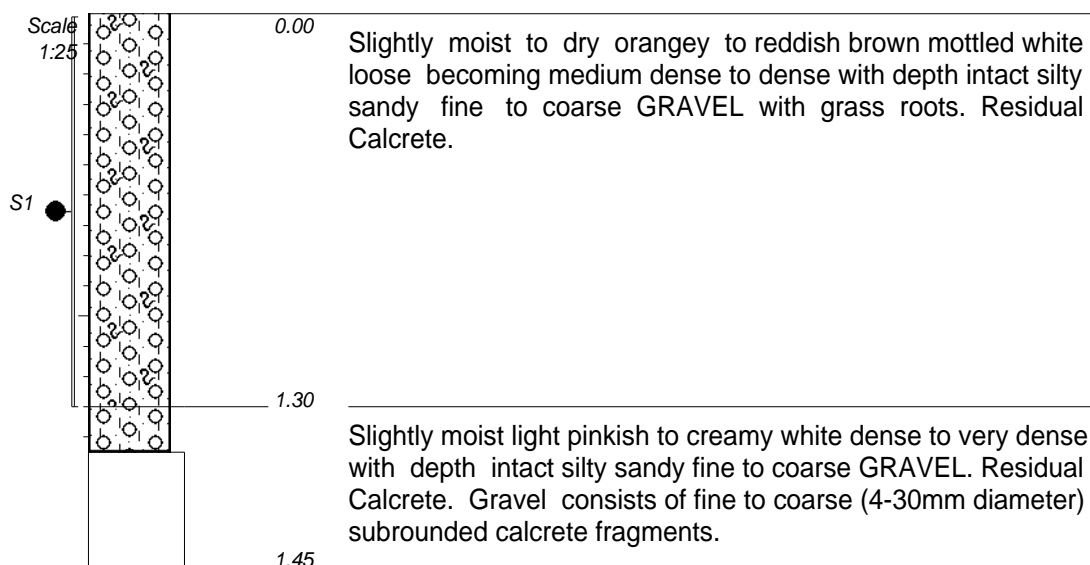 Scale
1:25
0.00
Slightly moist to dry orangey to reddish brown mottled white
loose becoming medium dense to dense with depth intact silty
sandy fine to coarse GRAVEL with grass roots. Residual
Calcrete.
S1
1.30
Slightly moist light pinkish to creamy white dense to very dense
with depth intact silty sandy fine to coarse GRAVEL. Residual
Calcrete. Gravel consists of fine to coarse (4-30mm diameter)
subrounded calcrete fragments.
1.45